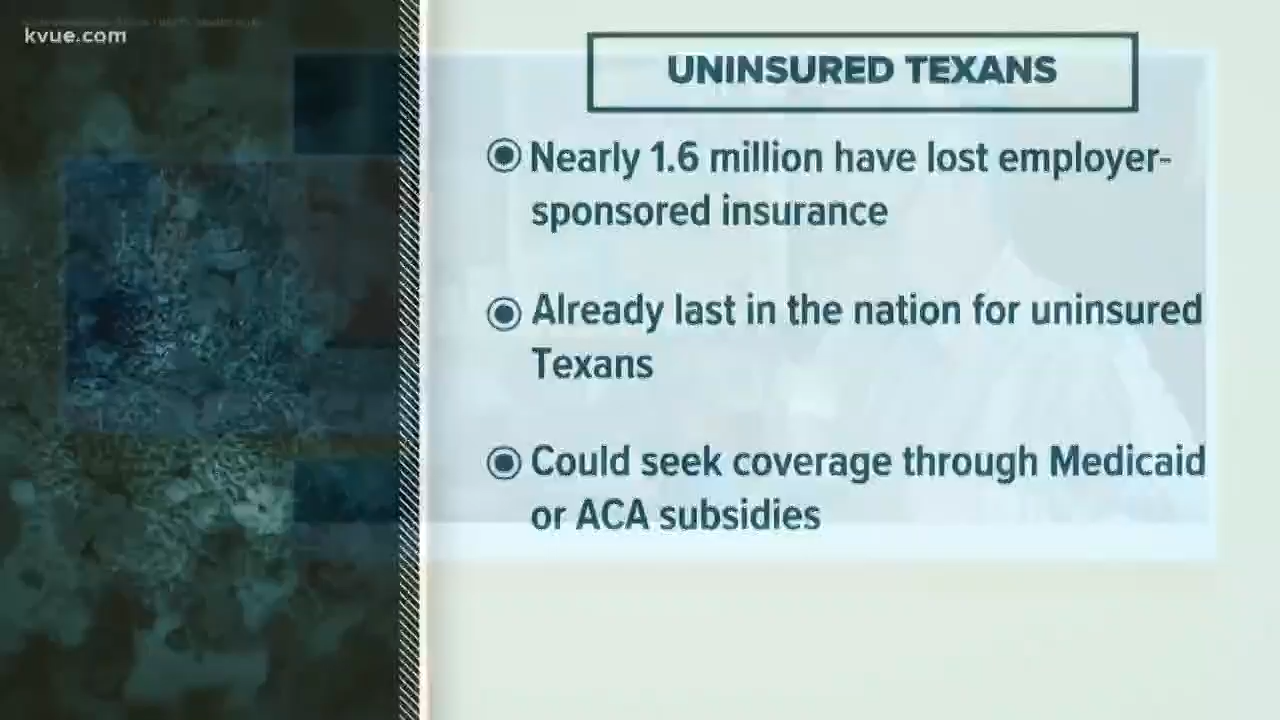 kvue.com
UNINSURED TEXANS
Nearly 1.6 million have lost employer-
sponsored insurance
Already last in the nation for uninsured
Texans
Could seek coverage through Medicaid
or ACA subsidies